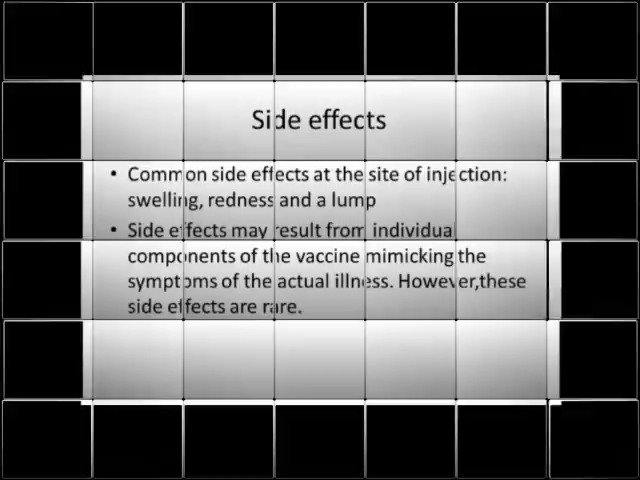 Side effects
• Common side effects at the site of injection:
swelling, redness and a lump
• Side effects may result from individual
components of the vaccine mimicking the
symptoms of the actual illness. However,these
side effects are rare.